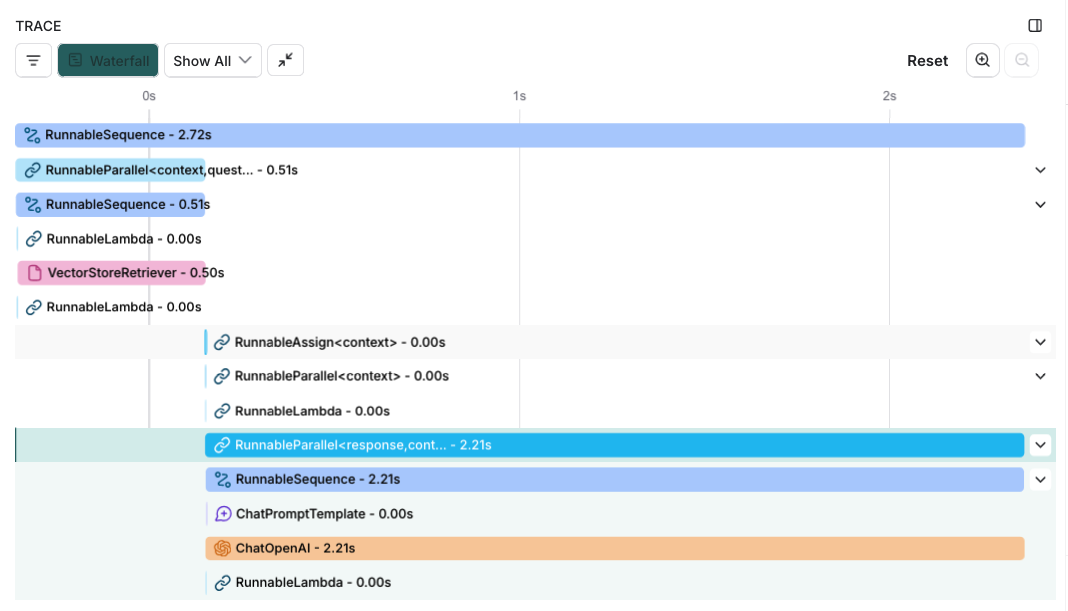 TRACE
Waterfall Show All Reset
0s 1s 2s
RunnableSequence - 2.72s
RunnableParallel<context,quest... - 0.51s
RunnableSequence - 0.51s
RunnableLambda - 0.00s
VectorStoreRetriever - 0.50s
RunnableLambda - 0.00s
RunnableAssign<context> - 0.00s
RunnableParallel<context> - 0.00s
RunnableLambda - 0.00s
RunnableParallel<response,cont... - 2.21s
RunnableSequence - 2.21s
ChatPromptTemplate - 0.00s
ChatOpenAI - 2.21s
RunnableLambda - 0.00s